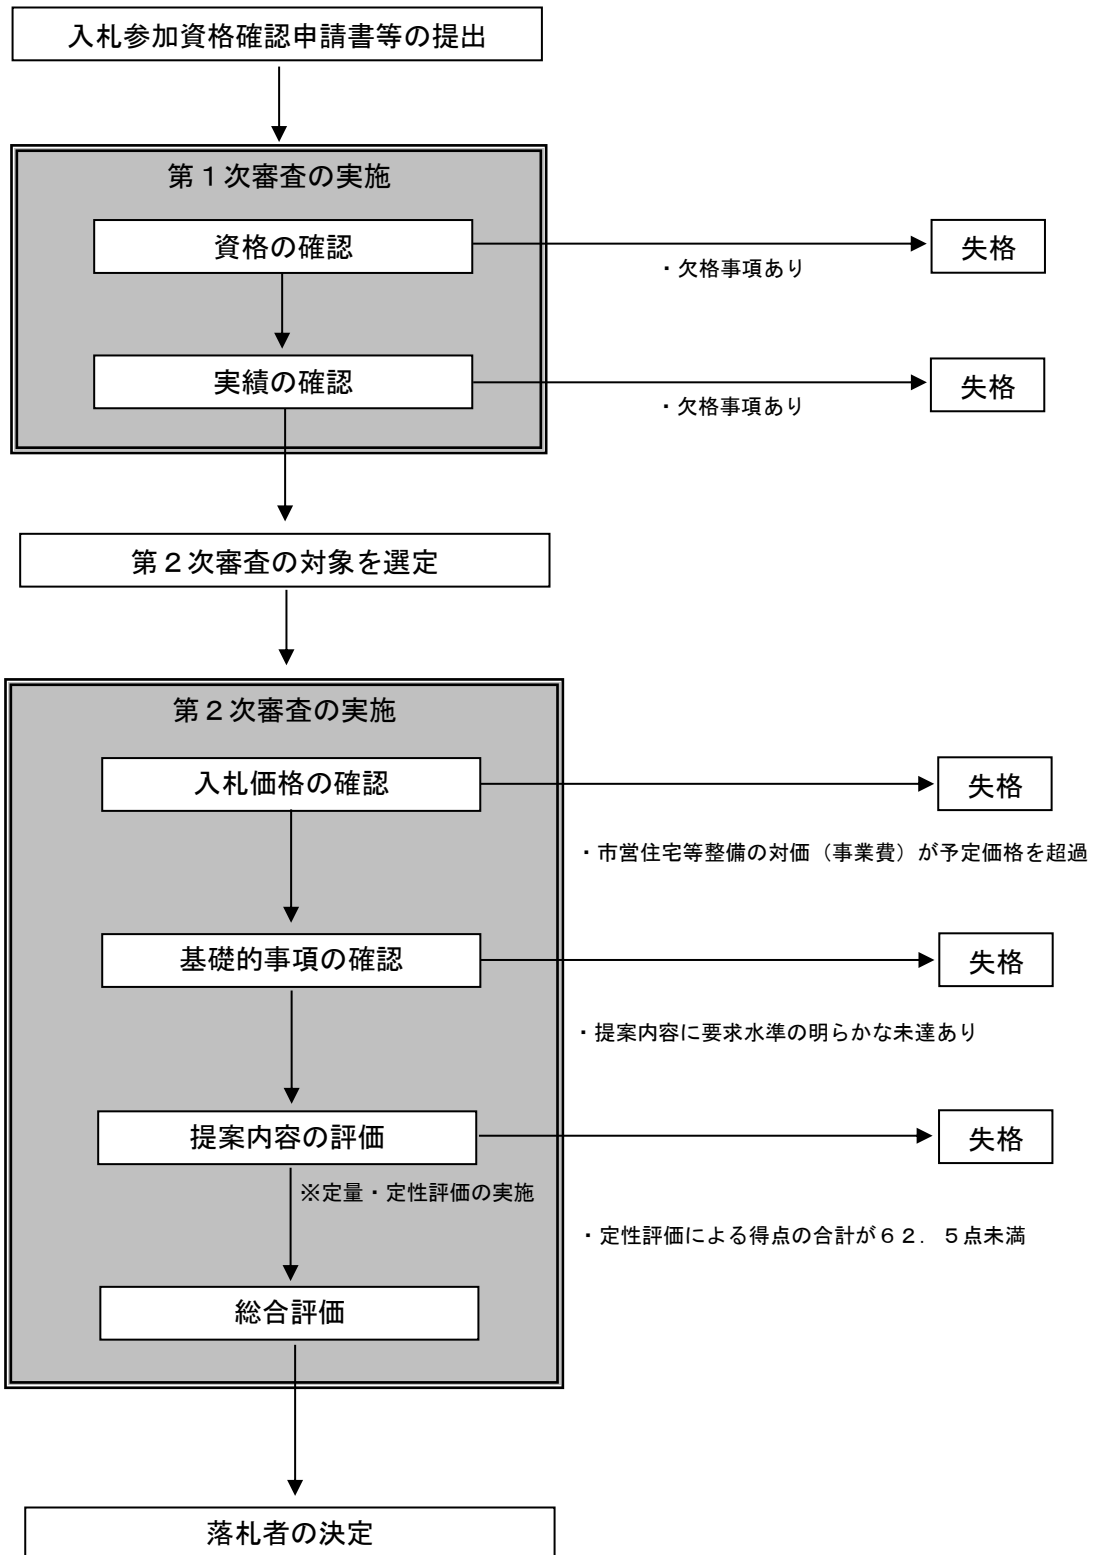 入札参加資格確認申請書等の提出
第１次審査の実施
資格の確認
失格
・欠格事項あり
実績の確認
失格
・欠格事項あり
第２次審査の対象を選定
第２次審査の実施
入札価格の確認
失格
・市営住宅等整備の対価（事業費）が予定価格を超過
基礎的事項の確認
失格
・提案内容に要求水準の明らかな未達あり
提案内容の評価
失格
※定量・定性評価の実施
・定性評価による得点の合計が６２．５点未満
総合評価
落札者の決定